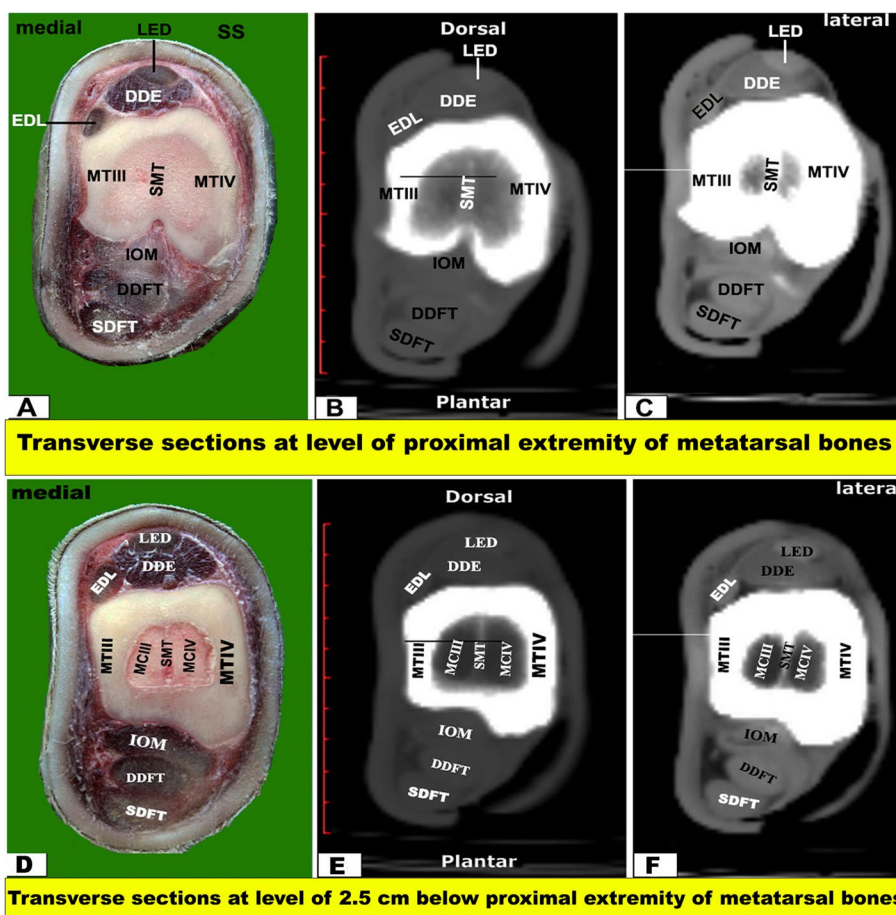 medial LED SS
DDE
EDL
MTIII SMT MTIV
IOM
DDFT
SDFT
A
Dorsal
LED
DDE
EDL
MTIII SMT MTIV
IOM
DDFT
SDFT
B Plantar
lateral
LED
DDE
EDL
MTIII SMT MTIV
IOM
DDFT
SDFT
C
Transverse sections at level of proximal extremity of metatarsal bones
medial
LED
DDE
EDL
MTIII MCIII SMT MCIV MTIV
IOM
DDFT
SDFT
D
Dorsal
LED
DDE
EDL
MTIII MCIII SMT MCIV MTIV
IOM
DDFT
SDFT
E Plantar
latera
LED
DDE
EDL
MTIII MCIII SMT MCIV MTIV
IOM
DDFT
SDFT
F
Transverse sections at level of 2.5 cm below proximal extremity of metatarsal bone